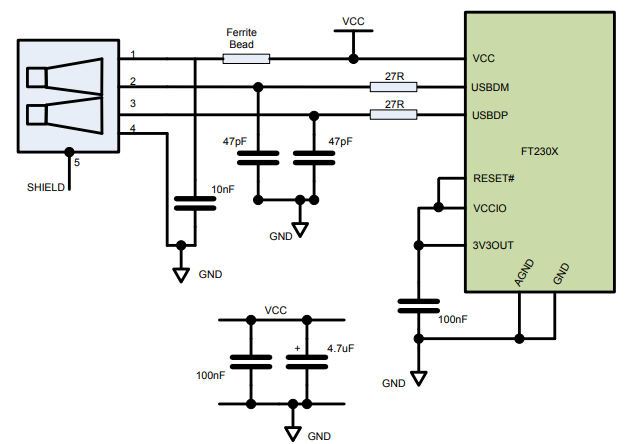 Ferrite
Bead
VCC
1
2
3
4
5
SHIELD
27R
27R
47pF
47pF
10nF
GND
GND
VCC
USBDM
USBDP
FT230X
RESET#
VCCIO
3V3OUT
AGND
GND
100nF
GND
VCC
100nF
+
4.7uF
GND